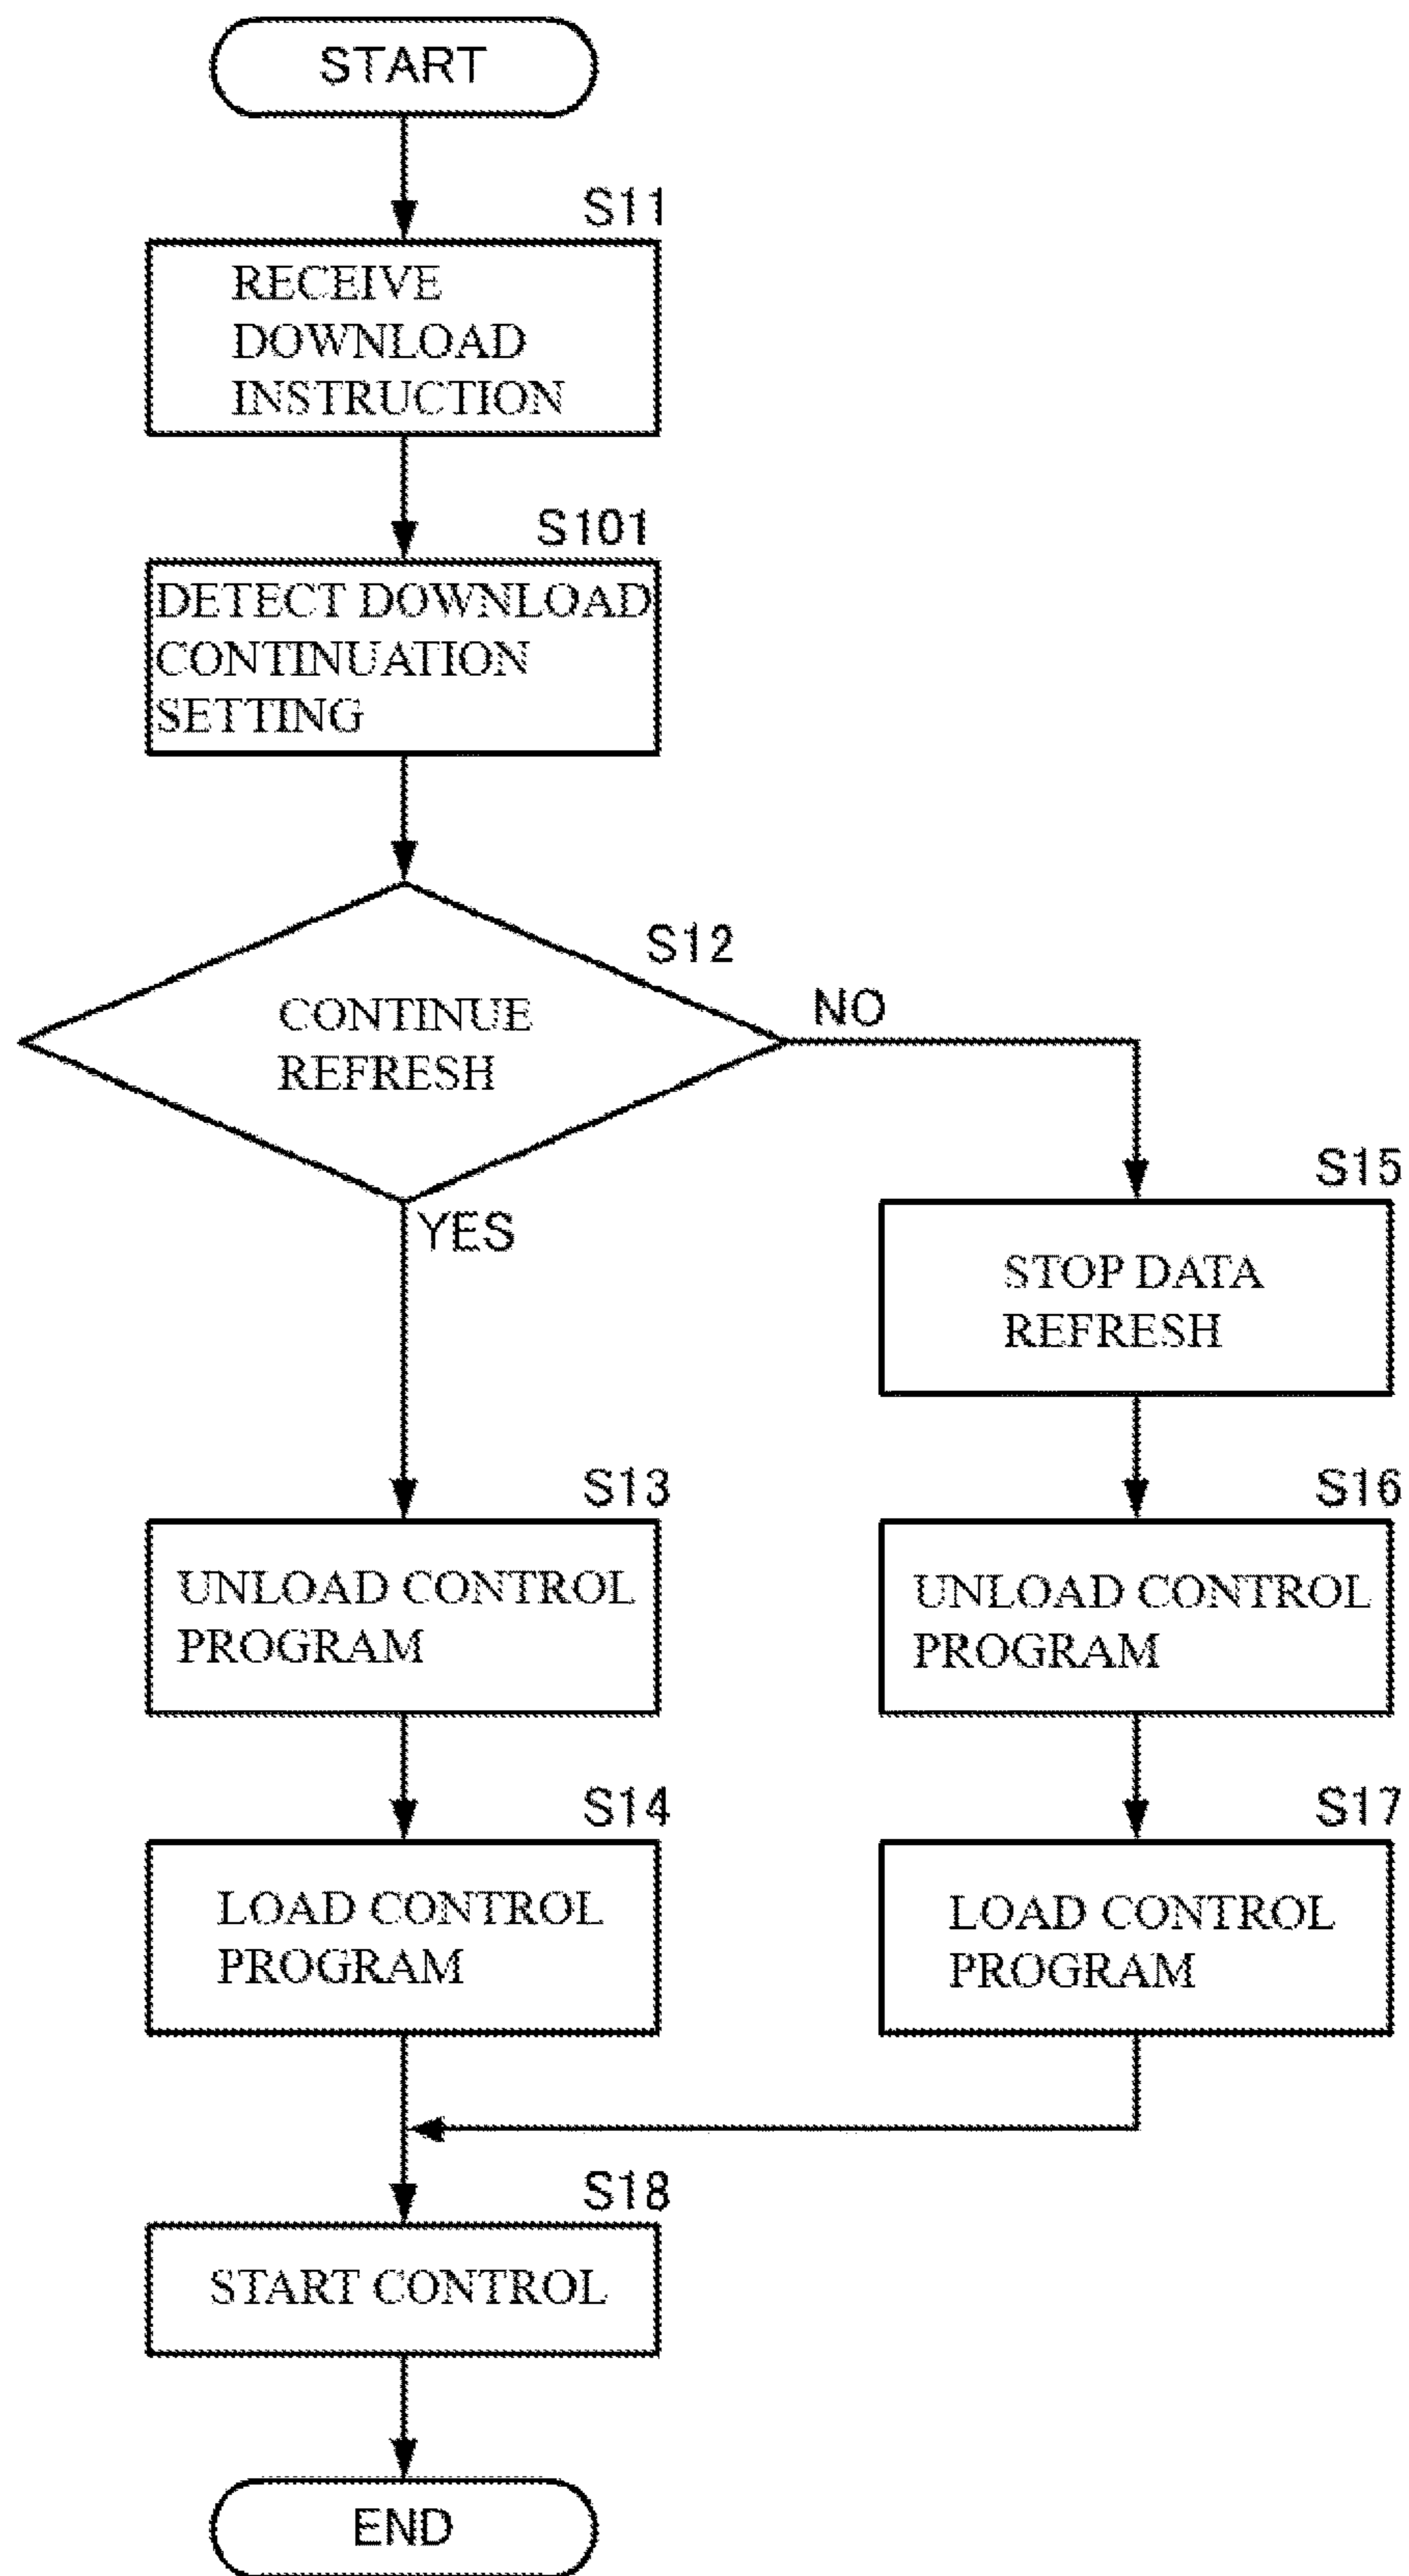 START
S11
RECEIVE
DOWNLOAD
INSTRUCTION
S101
DETECT DOWNLOAD
CONTINUATION
SETTING
S12
CONTINUE
REFRESH
NO
YES
S15
STOP DATA
REFRESH
S13
UNLOAD CONTROL
PROGRAM
S16
UNLOAD CONTROL
PROGRAM
S14
LOAD CONTROL
PROGRAM
S17
LOAD CONTROL
PROGRAM
S18
START CONTROL
END